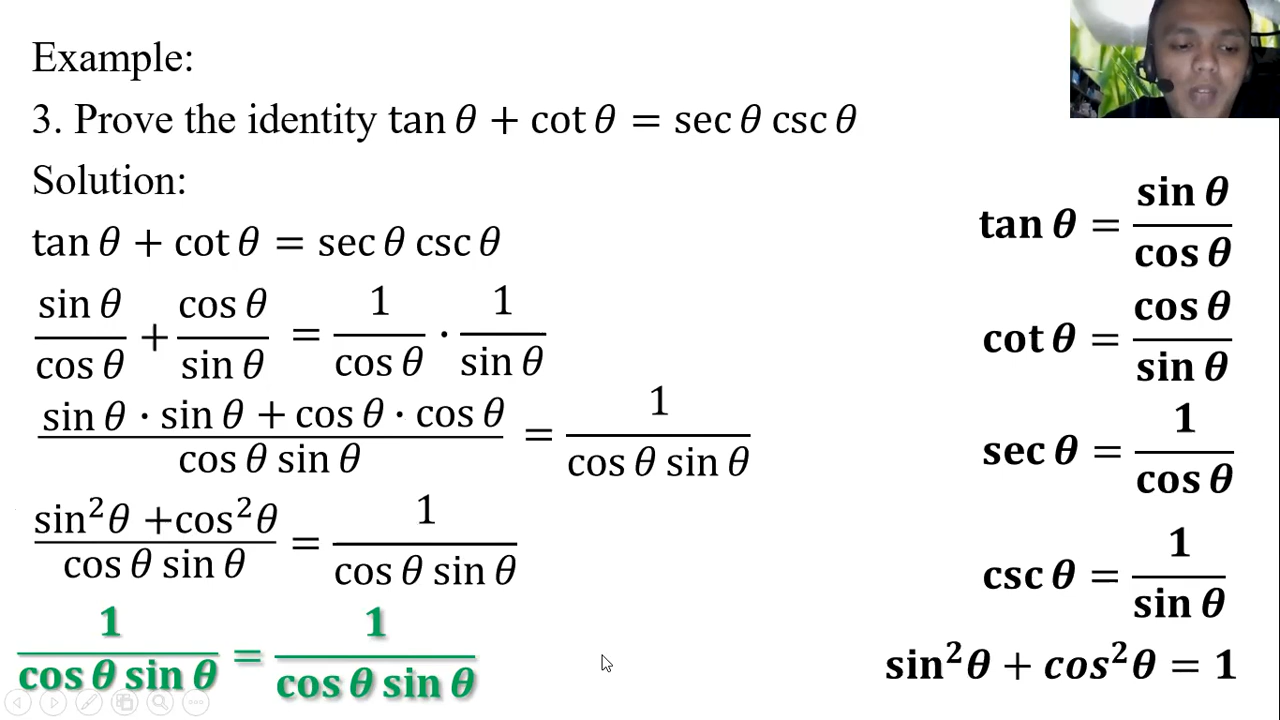 Example:
3. Prove the identity tan θ + cot θ = sec θ csc θ
Solution:
tan θ + cot θ = sec θ csc θ
sin θ / cos θ + cos θ / sin θ = 1 / cos θ · 1 / sin θ
sin θ · sin θ + cos θ · cos θ / cos θ sin θ = 1 / cos θ sin θ
sin²θ +cos²θ / cos θ sin θ = 1 / cos θ sin θ
1 / cos θ sin θ = 1 / cos θ sin θ
tan θ = sin θ / cos θ
cot θ = cos θ / sin θ
sec θ = 1 / cos θ
csc θ = 1 / sin θ
sin²θ + cos²θ = 1